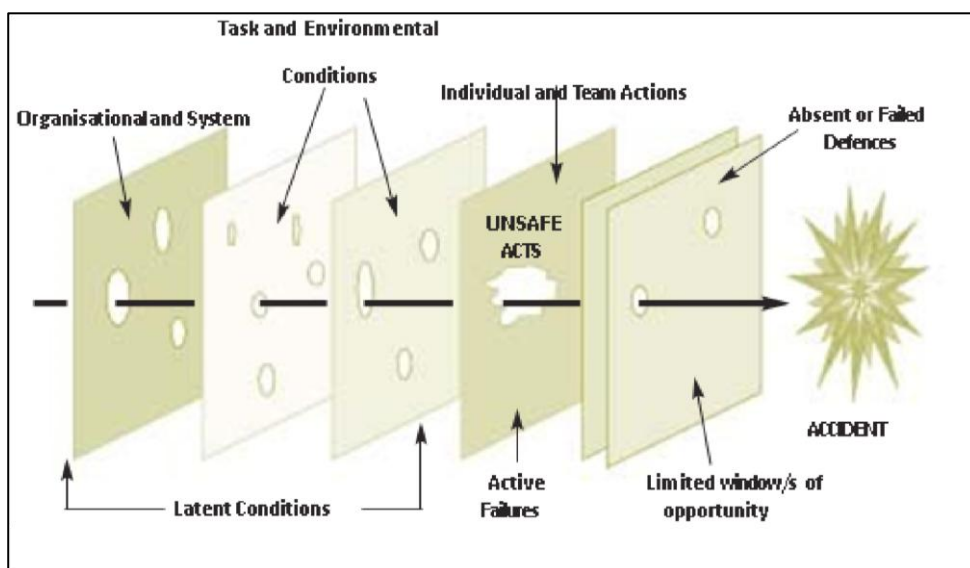 Task and Environmental
Conditions
Organisational and System
Individual and Team Actions
Absent or Failed
Defences
UNSAFE
ACTS
ACCIDENT
Latent Conditions
Active
Failures
Limited window/s of
opportunity